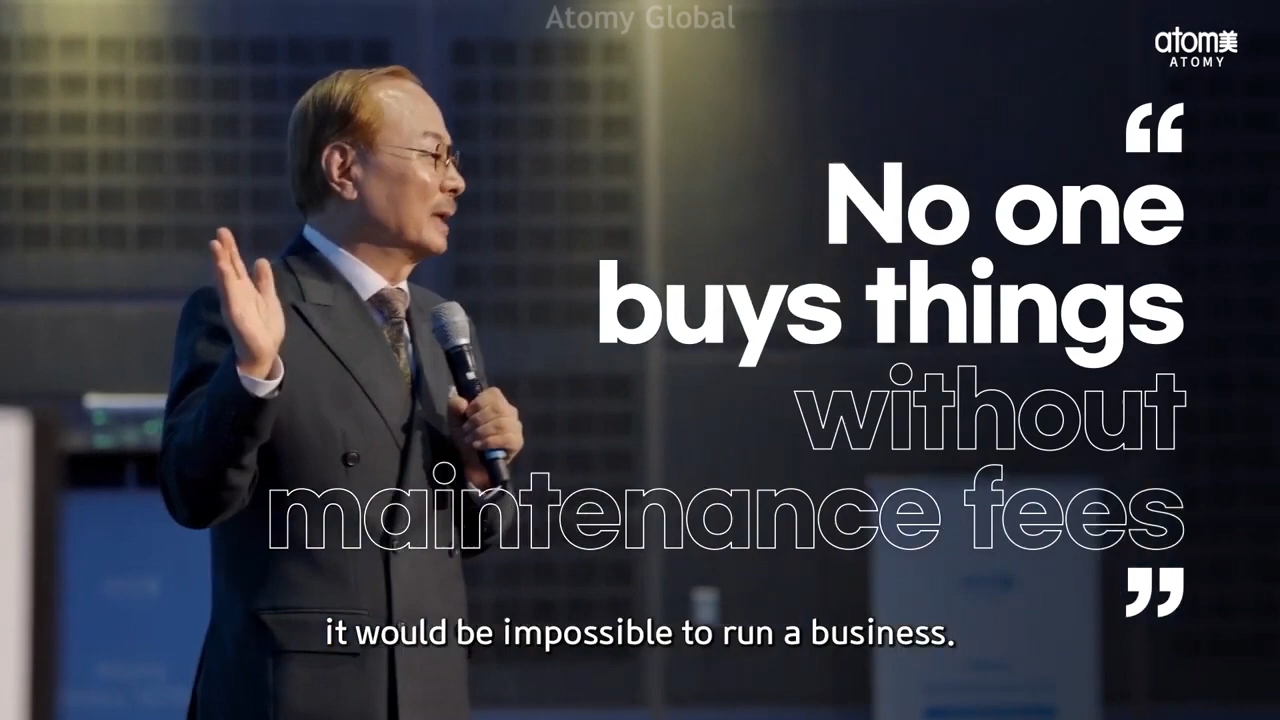 Atomy Global
atom美
ATOMY
“
No one
buys things
without
maintenance fees
”
it would be impossible to run a business.